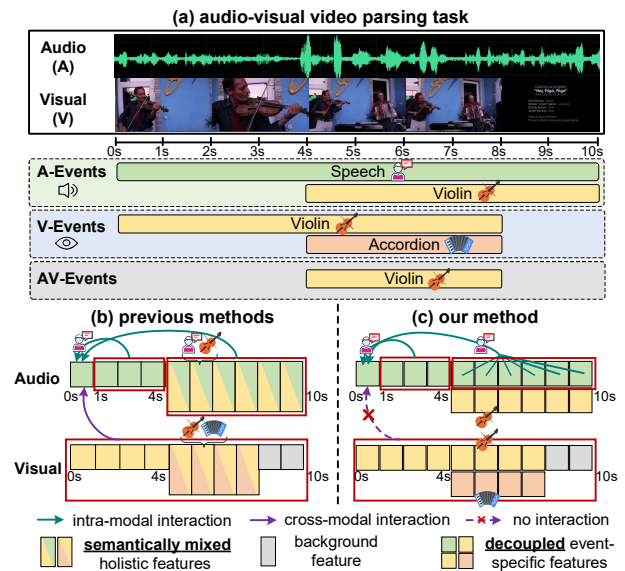 (a) audio-visual video parsing task
Audio
(A)
Visual
(V)
"Hej, Rigó, Rigó"
0s 1s 2s 3s 4s 5s 6s 7s 8s 9s 10s
A-Events
Speech
Violin
V-Events
Violin
Accordion
AV-Events
Violin
(b) previous methods
(c) our method
Audio
0s 1s 4s 10s
0s 1s 4s 10s
Visual
0s 4s 10s
0s 4s 10s
intra-modal interaction
cross-modal interaction
no interaction
semantically mixed
holistic features
background
feature
decoupled event-
specific features